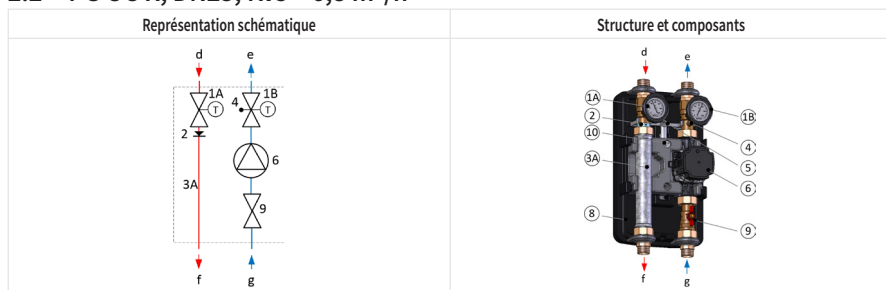 Représentation schématique
Structure et composants
d
e
1A
1B
T
4
T
2
6
3A
9
f
g
d
e
1A
1B
2
10
4
3A
5
6
8
9
f
g